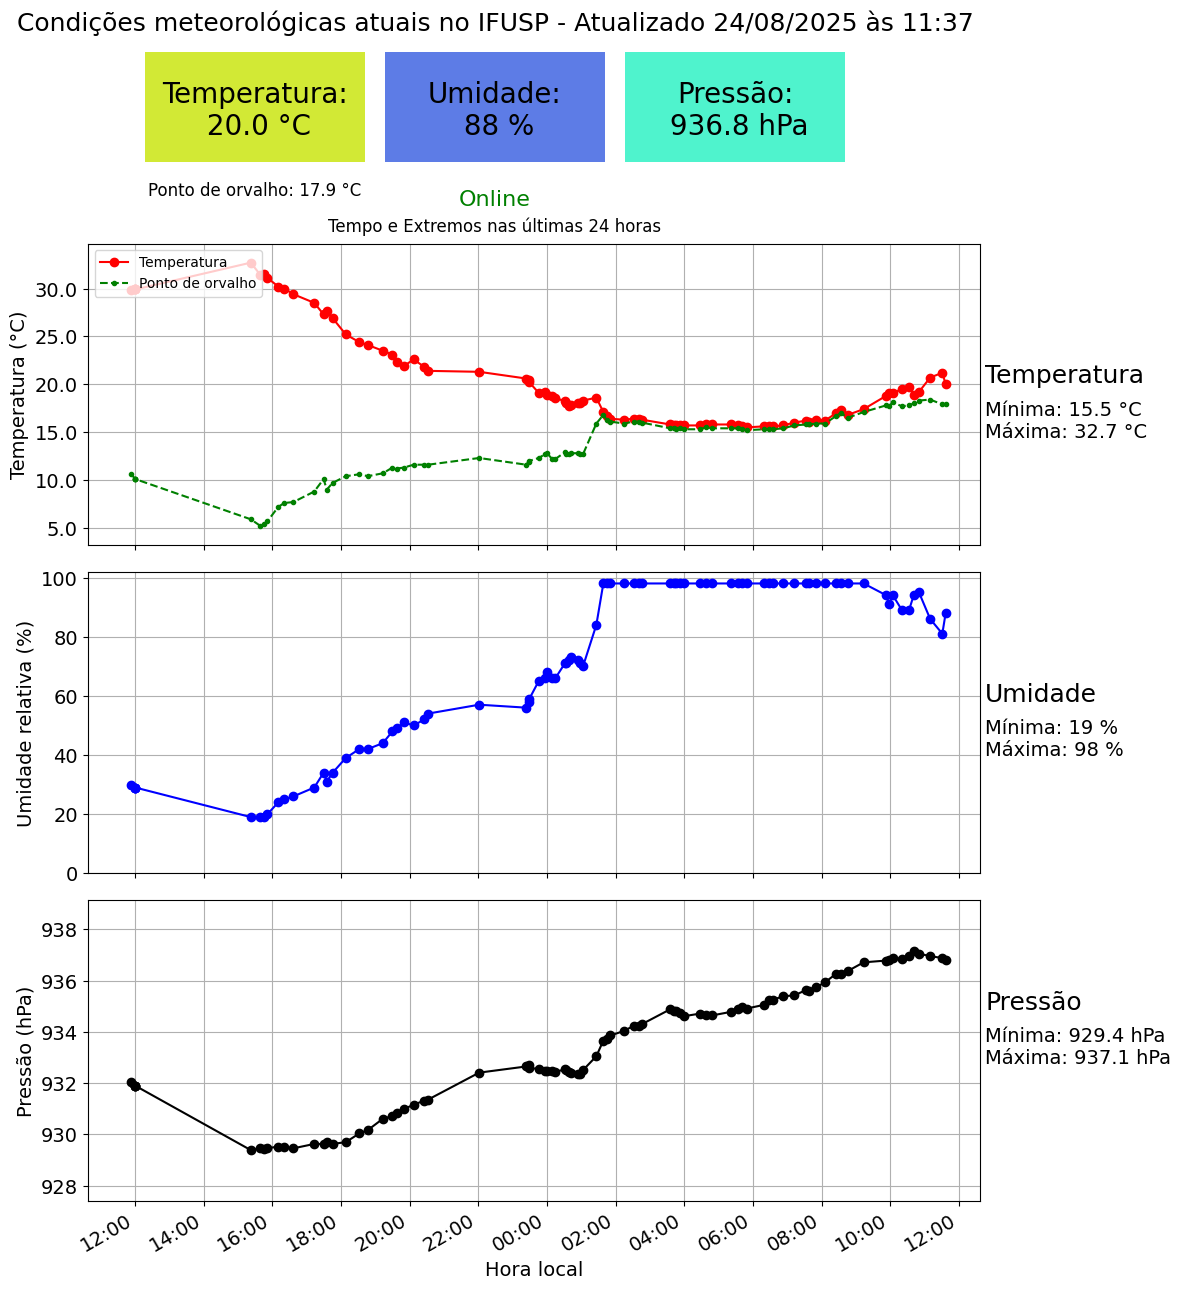 Condições meteorológicas atuais no IFUSP - Atualizado 24/08/2025 às 11:37
Temperatura:
20.0 °C
Umidade:
88 %
Pressão:
936.8 hPa
Ponto de orvalho: 17.9 °C
Online
Tempo e Extremos nas últimas 24 horas
Temperatura
Ponto de orvalho
Temperatura (°C)
30.0
25.0
20.0
15.0
10.0
5.0
Temperatura
Mínima: 15.5 °C
Máxima: 32.7 °C
Umidade relativa (%)
100
80
60
40
20
0
Umidade
Mínima: 19 %
Máxima: 98 %
Pressão (hPa)
938
936
934
932
930
928
Pressão
Mínima: 929.4 hPa
Máxima: 937.1 hPa
12:00 14:00 16:00 18:00 20:00 22:00 00:00 02:00 04:00 06:00 08:00 10:00 12:00
Hora local